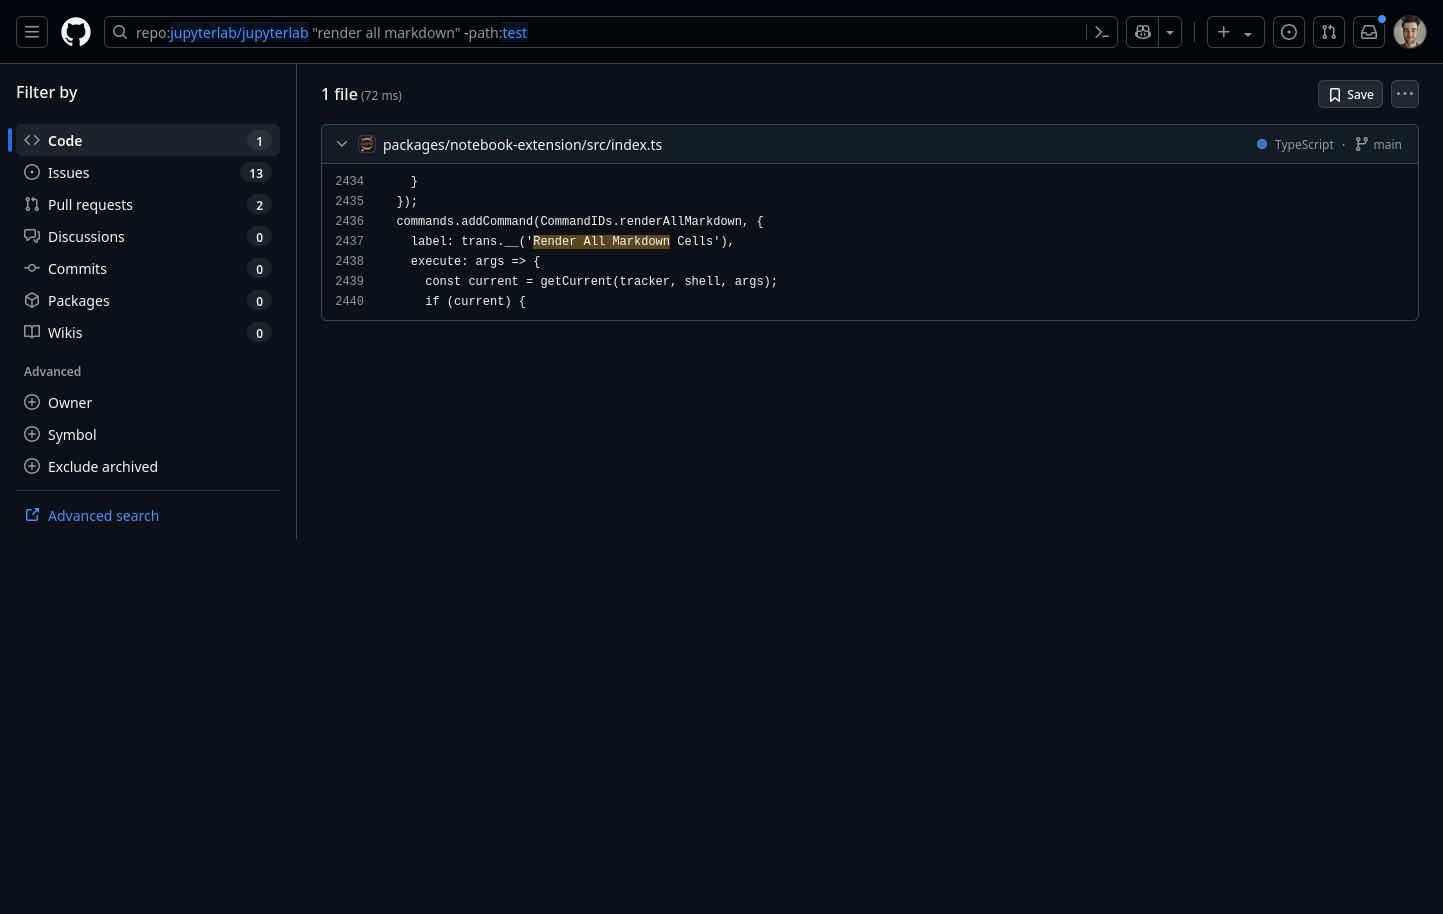 repo:jupyterlab/jupyterlab "render all markdown" -path:test
Filter by
Code 1
Issues 13
Pull requests 2
Discussions 0
Commits 0
Packages 0
Wikis 0
Advanced
Owner
Symbol
Exclude archived
Advanced search
1 file (72 ms)
Save
packages/notebook-extension/src/index.ts
TypeScript · main
2434 }
2435 });
2436 commands.addCommand(CommandIDs.renderAllMarkdown, {
2437 label: trans.__('Render All Markdown Cells'),
2438 execute: args => {
2439 const current = getCurrent(tracker, shell, args);
2440 if (current) {